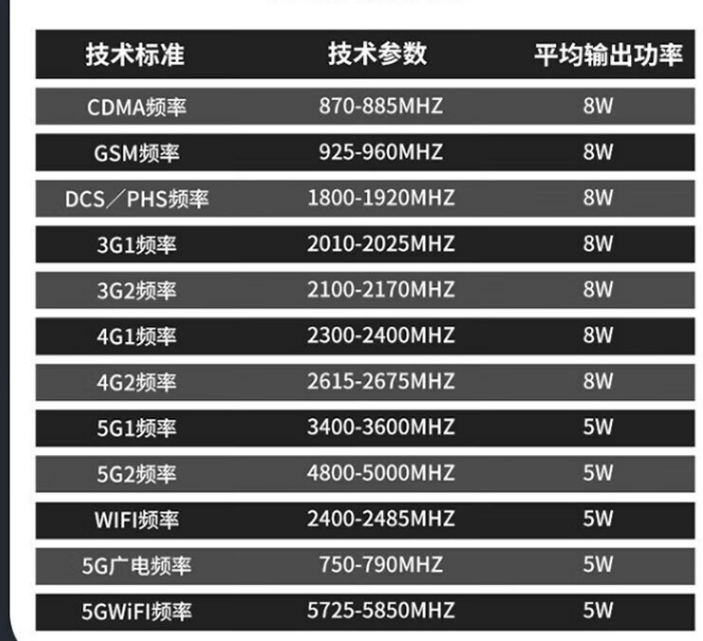 技术标准 技术参数 平均输出功率
CDMA频率 870-885MHZ 8W
GSM频率 925-960MHZ 8W
DCS／PHS频率 1800-1920MHZ 8W
3G1频率 2010-2025MHZ 8W
3G2频率 2100-2170MHZ 8W
4G1频率 2300-2400MHZ 8W
4G2频率 2615-2675MHZ 8W
5G1频率 3400-3600MHZ 5W
5G2频率 4800-5000MHZ 5W
WIFI频率 2400-2485MHZ 5W
5G广电频率 750-790MHZ 5W
5GWiFI频率 5725-5850MHZ 5W